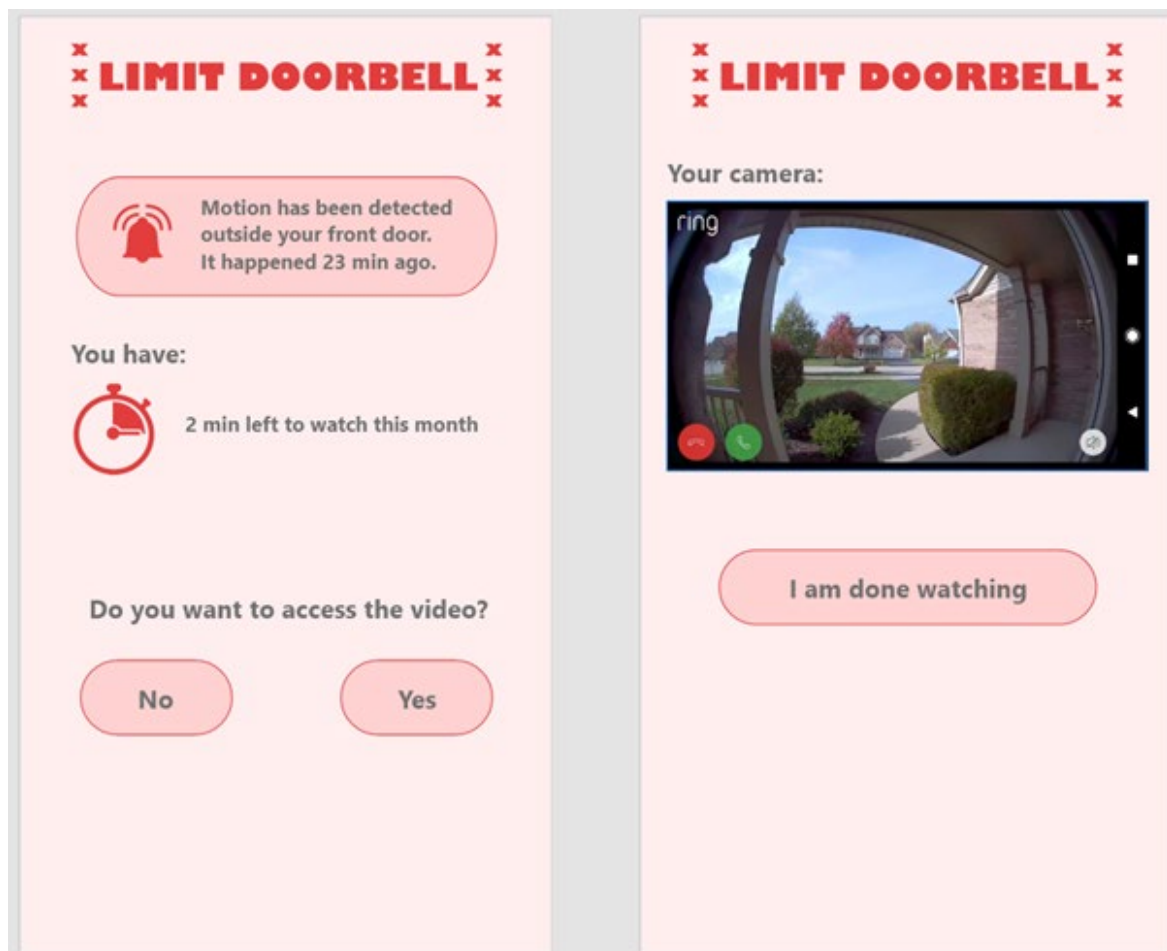 LIMIT DOORBELL
Motion has been detected
outside your front door.
It happened 23 min ago.
You have:
2 min left to watch this month
Do you want to access the video?
No
Yes
LIMIT DOORBELL
Your camera:
ring
I am done watching